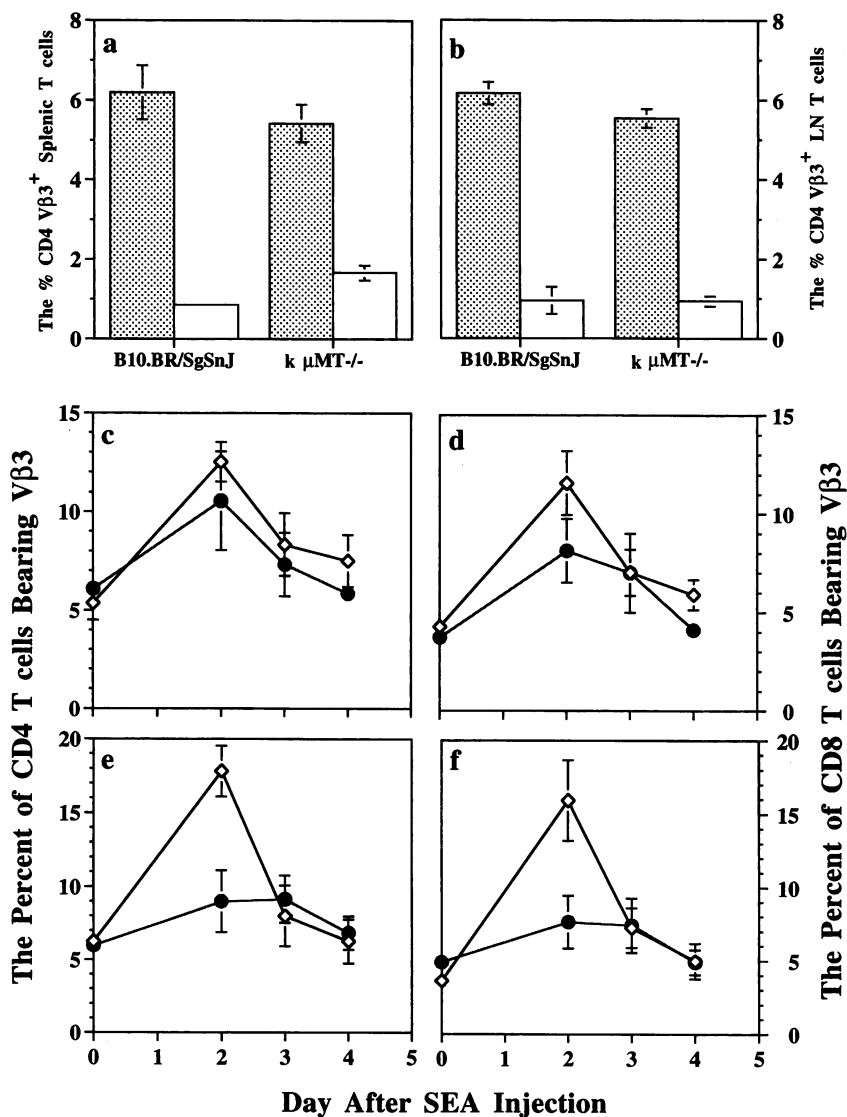 The % CD4 Vβ3+ Splenic T cells
8
6
4
2
0
a
B10.BR/SgSnJ
k μMT-/-
b
8
6
4
2
0
The % CD4 Vβ3+ LN T cells
B10.BR/SgSnJ
k μMT-/-
The Percent of CD4 T cells Bearing Vβ3
15
10
5
0
c
d
15
10
5
0
The Percent of CD8 T cells Bearing Vβ3
20
15
10
5
0
e
0
1
2
3
4
5
f
20
15
10
5
0
0
1
2
3
4
5
Day After SEA Injection